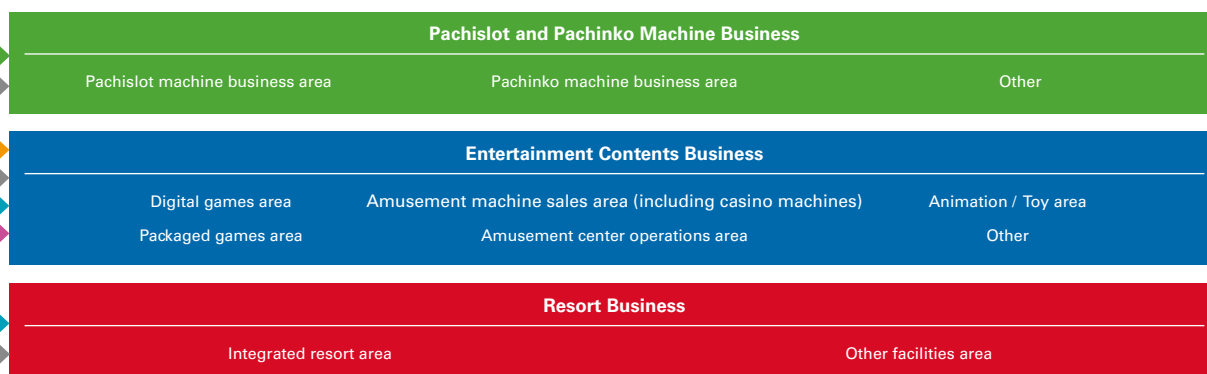 Pachislot and Pachinko Machine Business
Pachislot machine business area Pachinko machine business area Other
Entertainment Contents Business
Digital games area Amusement machine sales area (including casino machines) Animation / Toy area
Packaged games area Amusement center operations area Other
Resort Business
Integrated resort area Other facilities area